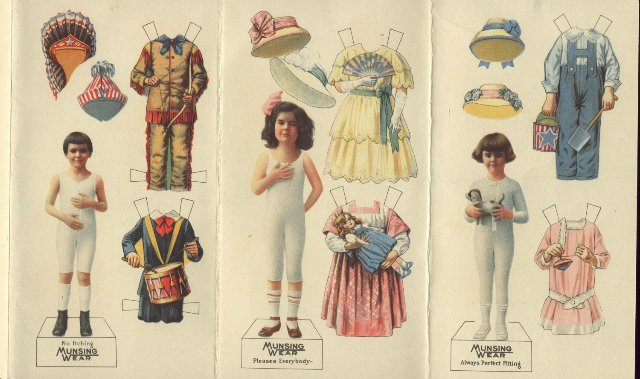 No Itching
MUNSING
WEAR
MUNSING
WEAR
Pleases Everybody-
MUNSING
WEAR
Always Perfect Fitting